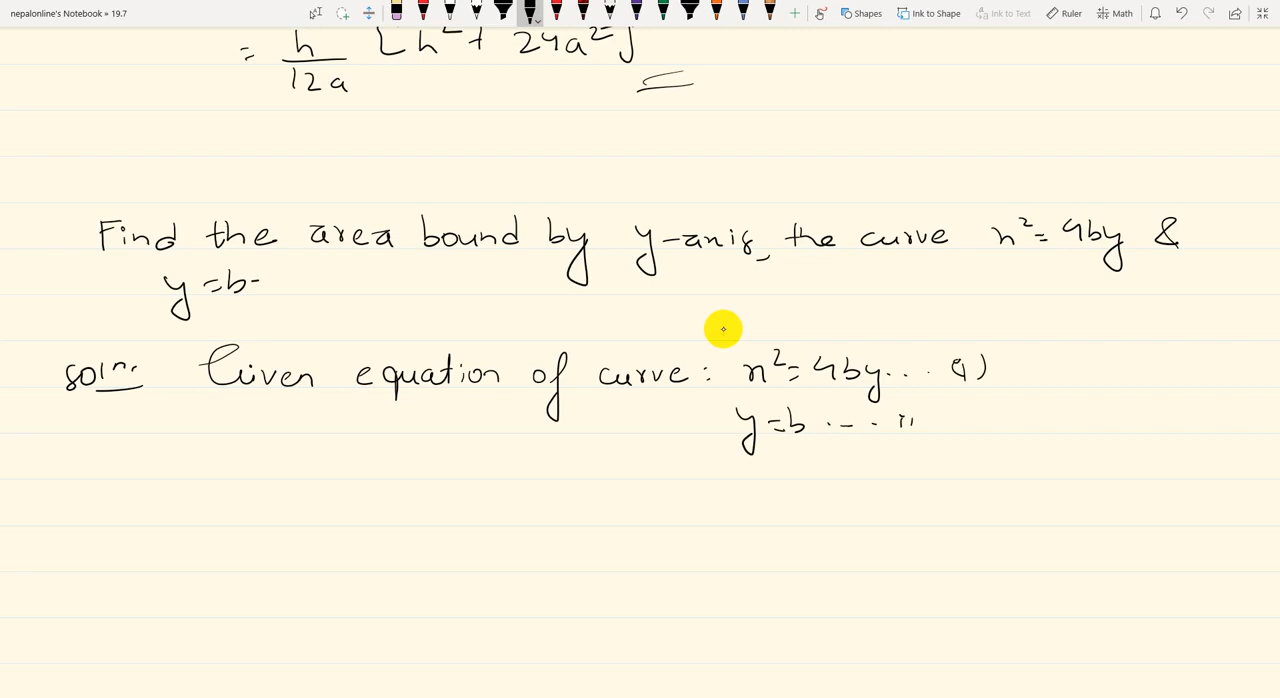 nepalonline's Notebook » 19.7
Shapes Ink to Shape Ink to Text Ruler Math
= h/12a [h² + 24a²]
Find the area bound by y-axis, the curve x² = 4by &
y = b-
soln. Given equation of curve: x² = 4by... (i)
y = b ... ii